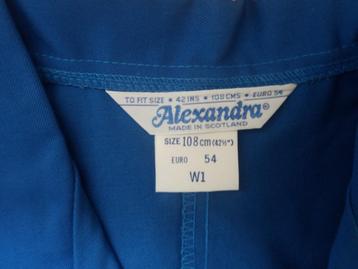 TO FIT SIZE • 42 INS • 108 CMS • EURO 54
Alexandra®
MADE IN SCOTLAND
SIZE 108 cm (42½")
EURO 54
W1